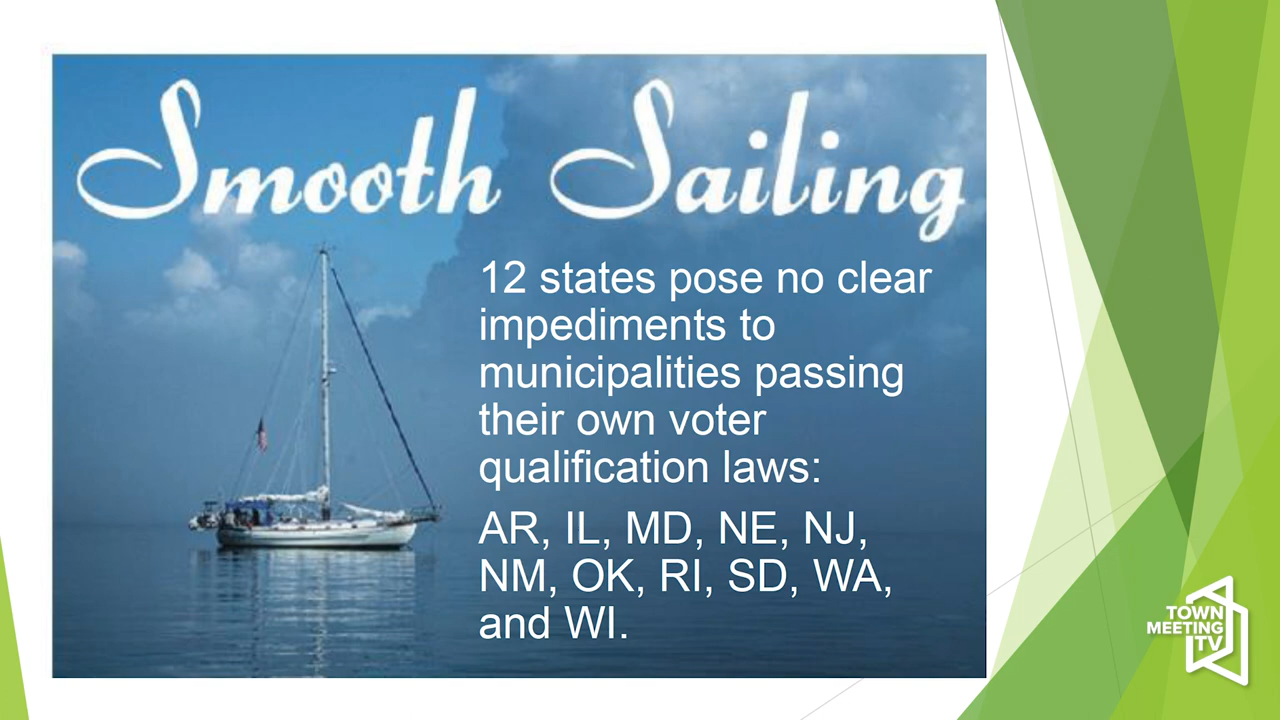 Smooth Sailing
12 states pose no clear
impediments to
municipalities passing
their own voter
qualification laws:
AR, IL, MD, NE, NJ,
NM, OK, RI, SD, WA,
and WI.
TOWN
MEETING
TV